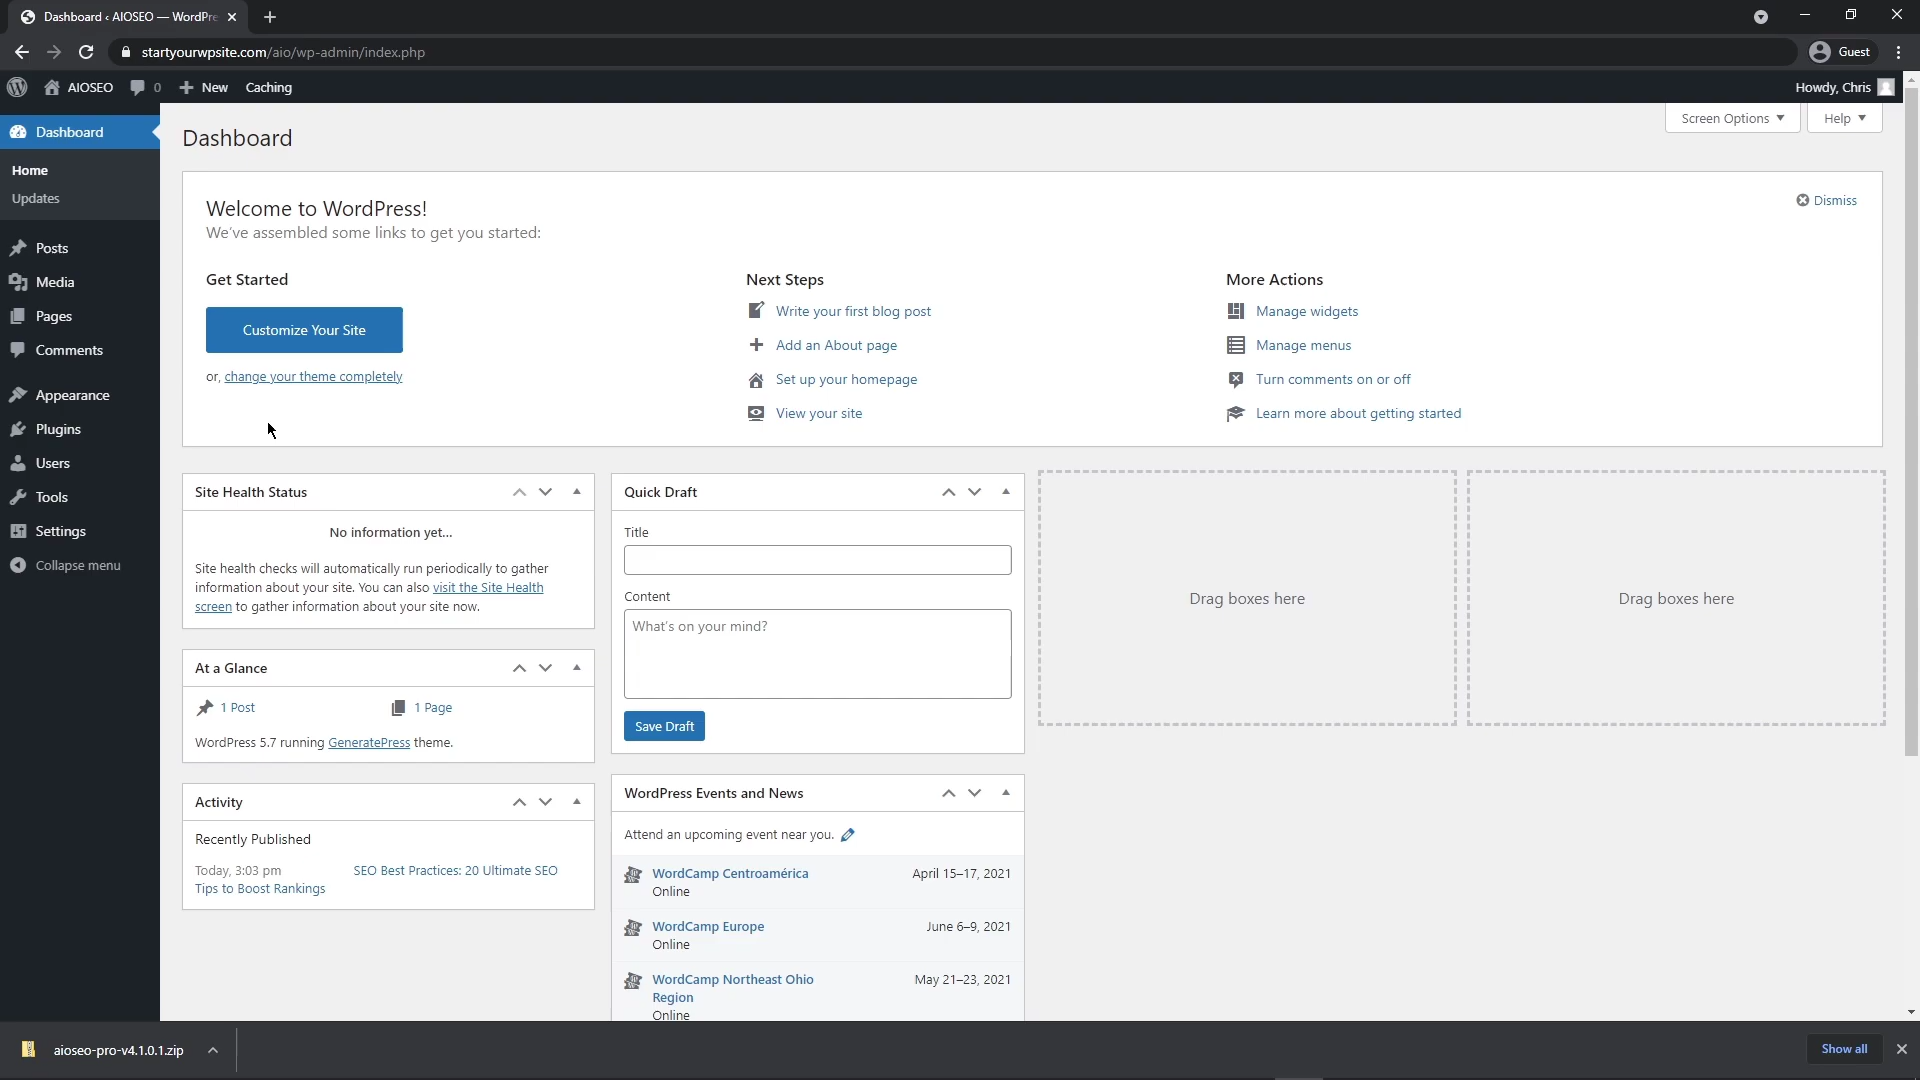 Dashboard ‹ AIOSEO — WordPre
startyourwpsite.com/aio/wp-admin/index.php
Guest
AIOSEO
0
New
Caching
Howdy, Chris
Dashboard
Home
Updates
Posts
Media
Pages
Comments
Appearance
Plugins
Users
Tools
Settings
Collapse menu
Dashboard
Screen Options
Help
Welcome to WordPress!
We've assembled some links to get you started:
Dismiss
Get Started
Customize Your Site
or, change your theme completely
Next Steps
Write your first blog post
Add an About page
Set up your homepage
View your site
More Actions
Manage widgets
Manage menus
Turn comments on or off
Learn more about getting started
Site Health Status
No information yet...
Site health checks will automatically run periodically to gather
information about your site. You can also visit the Site Health
screen to gather information about your site now.
At a Glance
1 Post
1 Page
WordPress 5.7 running GeneratePress theme.
Activity
Recently Published
Today, 3:03 pm SEO Best Practices: 20 Ultimate SEO
Tips to Boost Rankings
Quick Draft
Title
Content
What's on your mind?
Save Draft
WordPress Events and News
Attend an upcoming event near you.
WordCamp Centroamérica April 15–17, 2021
Online
WordCamp Europe June 6–9, 2021
Online
WordCamp Northeast Ohio May 21–23, 2021
Region
Online
Drag boxes here
Drag boxes here
aioseo-pro-v4.1.0.1.zip
Show all